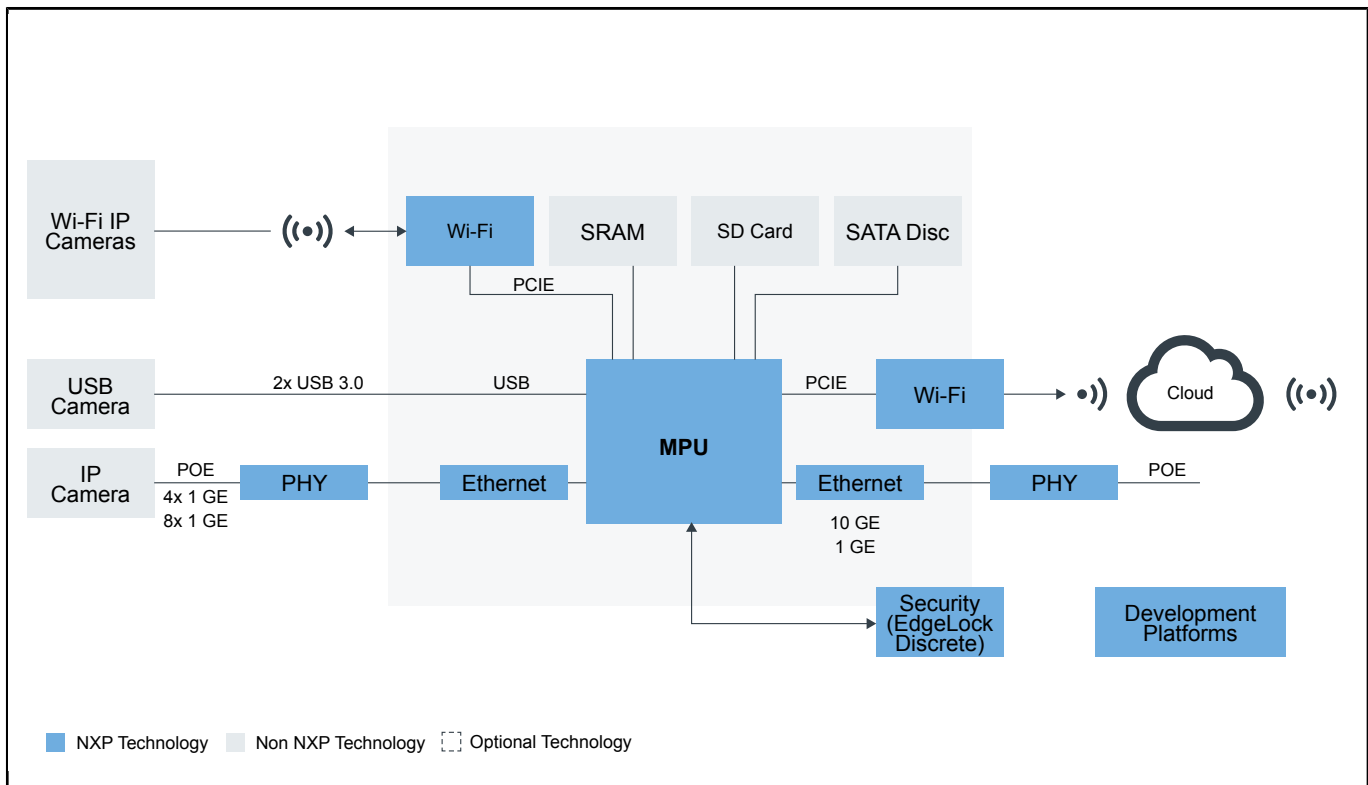 Wi-Fi IP
Cameras
Wi-Fi
SRAM
SD Card
SATA Disc
PCIE
USB
Camera
2x USB 3.0
USB
MPU
PCIE
Wi-Fi
Cloud
IP
Camera
POE
4x 1 GE
8x 1 GE
PHY
Ethernet
Ethernet
10 GE
1 GE
PHY
POE
Security
(EdgeLock
Discrete)
Development
Platforms
NXP Technology
Non NXP Technology
Optional Technology